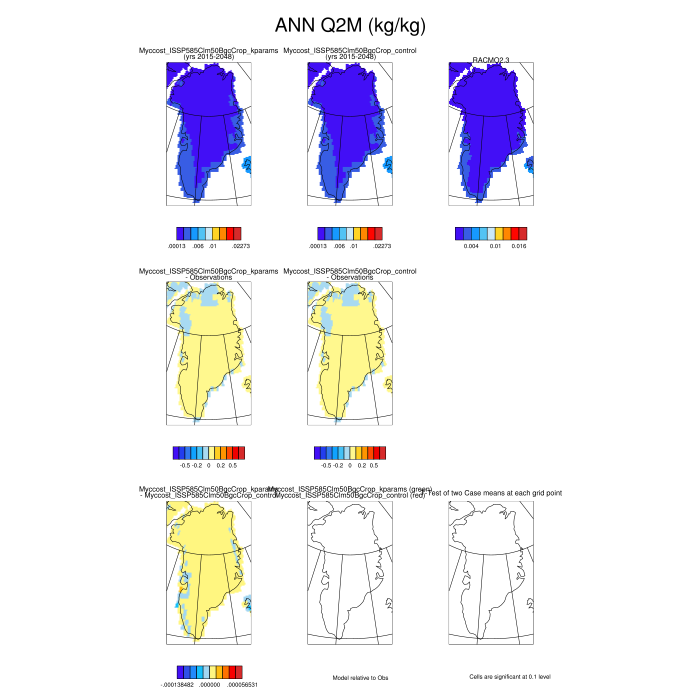 ANN Q2M (kg/kg)
Myccost_ISSP585Clm50BgcCrop_kparams
(yrs 2015-2048)
Myccost_ISSP585Clm50BgcCrop_control
(yrs 2015-2048)
RACMO2.3
.00013 .006 .01 .02273
.00013 .006 .01 .02273
0.004 0.01 0.016
Myccost_ISSP585Clm50BgcCrop_kparams
- Observations
Myccost_ISSP585Clm50BgcCrop_control
- Observations
-0.5 -0.2 0 0.2 0.5
-0.5 -0.2 0 0.2 0.5
Myccost_ISSP585Clm50BgcCrop_kparams
- Myccost_ISSP585Clm50BgcCrop_control
Myccost_ISSP585Clm50BgcCrop_kparams (green)
Myccost_ISSP585Clm50BgcCrop_control (red)
Test of two Case means at each grid point
-.000138482 .000000 .000056531
Model relative to Obs
Cells are significant at 0.1 level